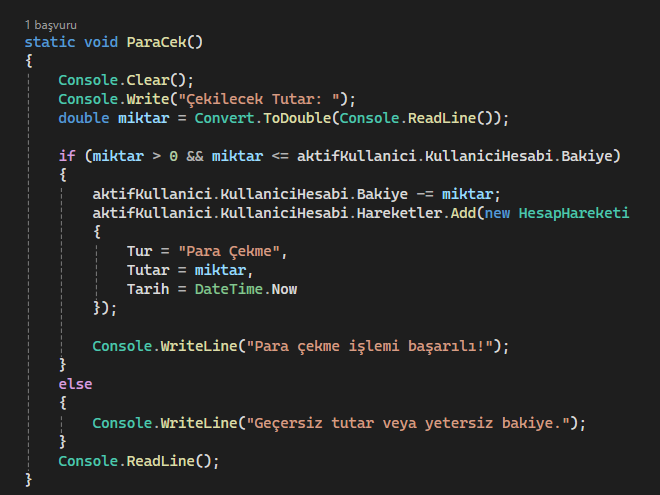 1 başvuru
static void ParaCek()
{
    Console.Clear();
    Console.Write("Çekilecek Tutar: ");
    double miktar = Convert.ToDouble(Console.ReadLine());

    if (miktar > 0 && miktar <= aktifKullanici.KullaniciHesabi.Bakiye)
    {
        aktifKullanici.KullaniciHesabi.Bakiye -= miktar;
        aktifKullanici.KullaniciHesabi.Hareketler.Add(new HesapHareketi
        {
            Tur = "Para Çekme",
            Tutar = miktar,
            Tarih = DateTime.Now
        });

        Console.WriteLine("Para çekme işlemi başarılı!");
    }
    else
    {
        Console.WriteLine("Geçersiz tutar veya yetersiz bakiye.");
    }
    Console.ReadLine();
}